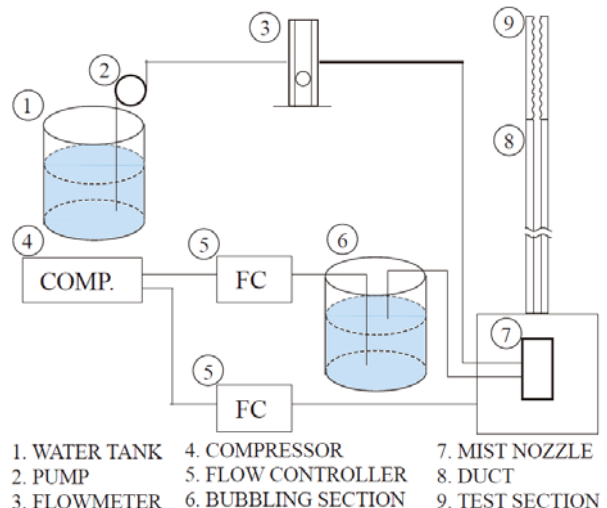 3
9
2
1
8
4
5
6
COMP.
FC
7
5
FC
1. WATER TANK
2. PUMP
3. FLOWMETER
4. COMPRESSOR
5. FLOW CONTROLLER
6. BUBBLING SECTION
7. MIST NOZZLE
8. DUCT
9. TEST SECTION